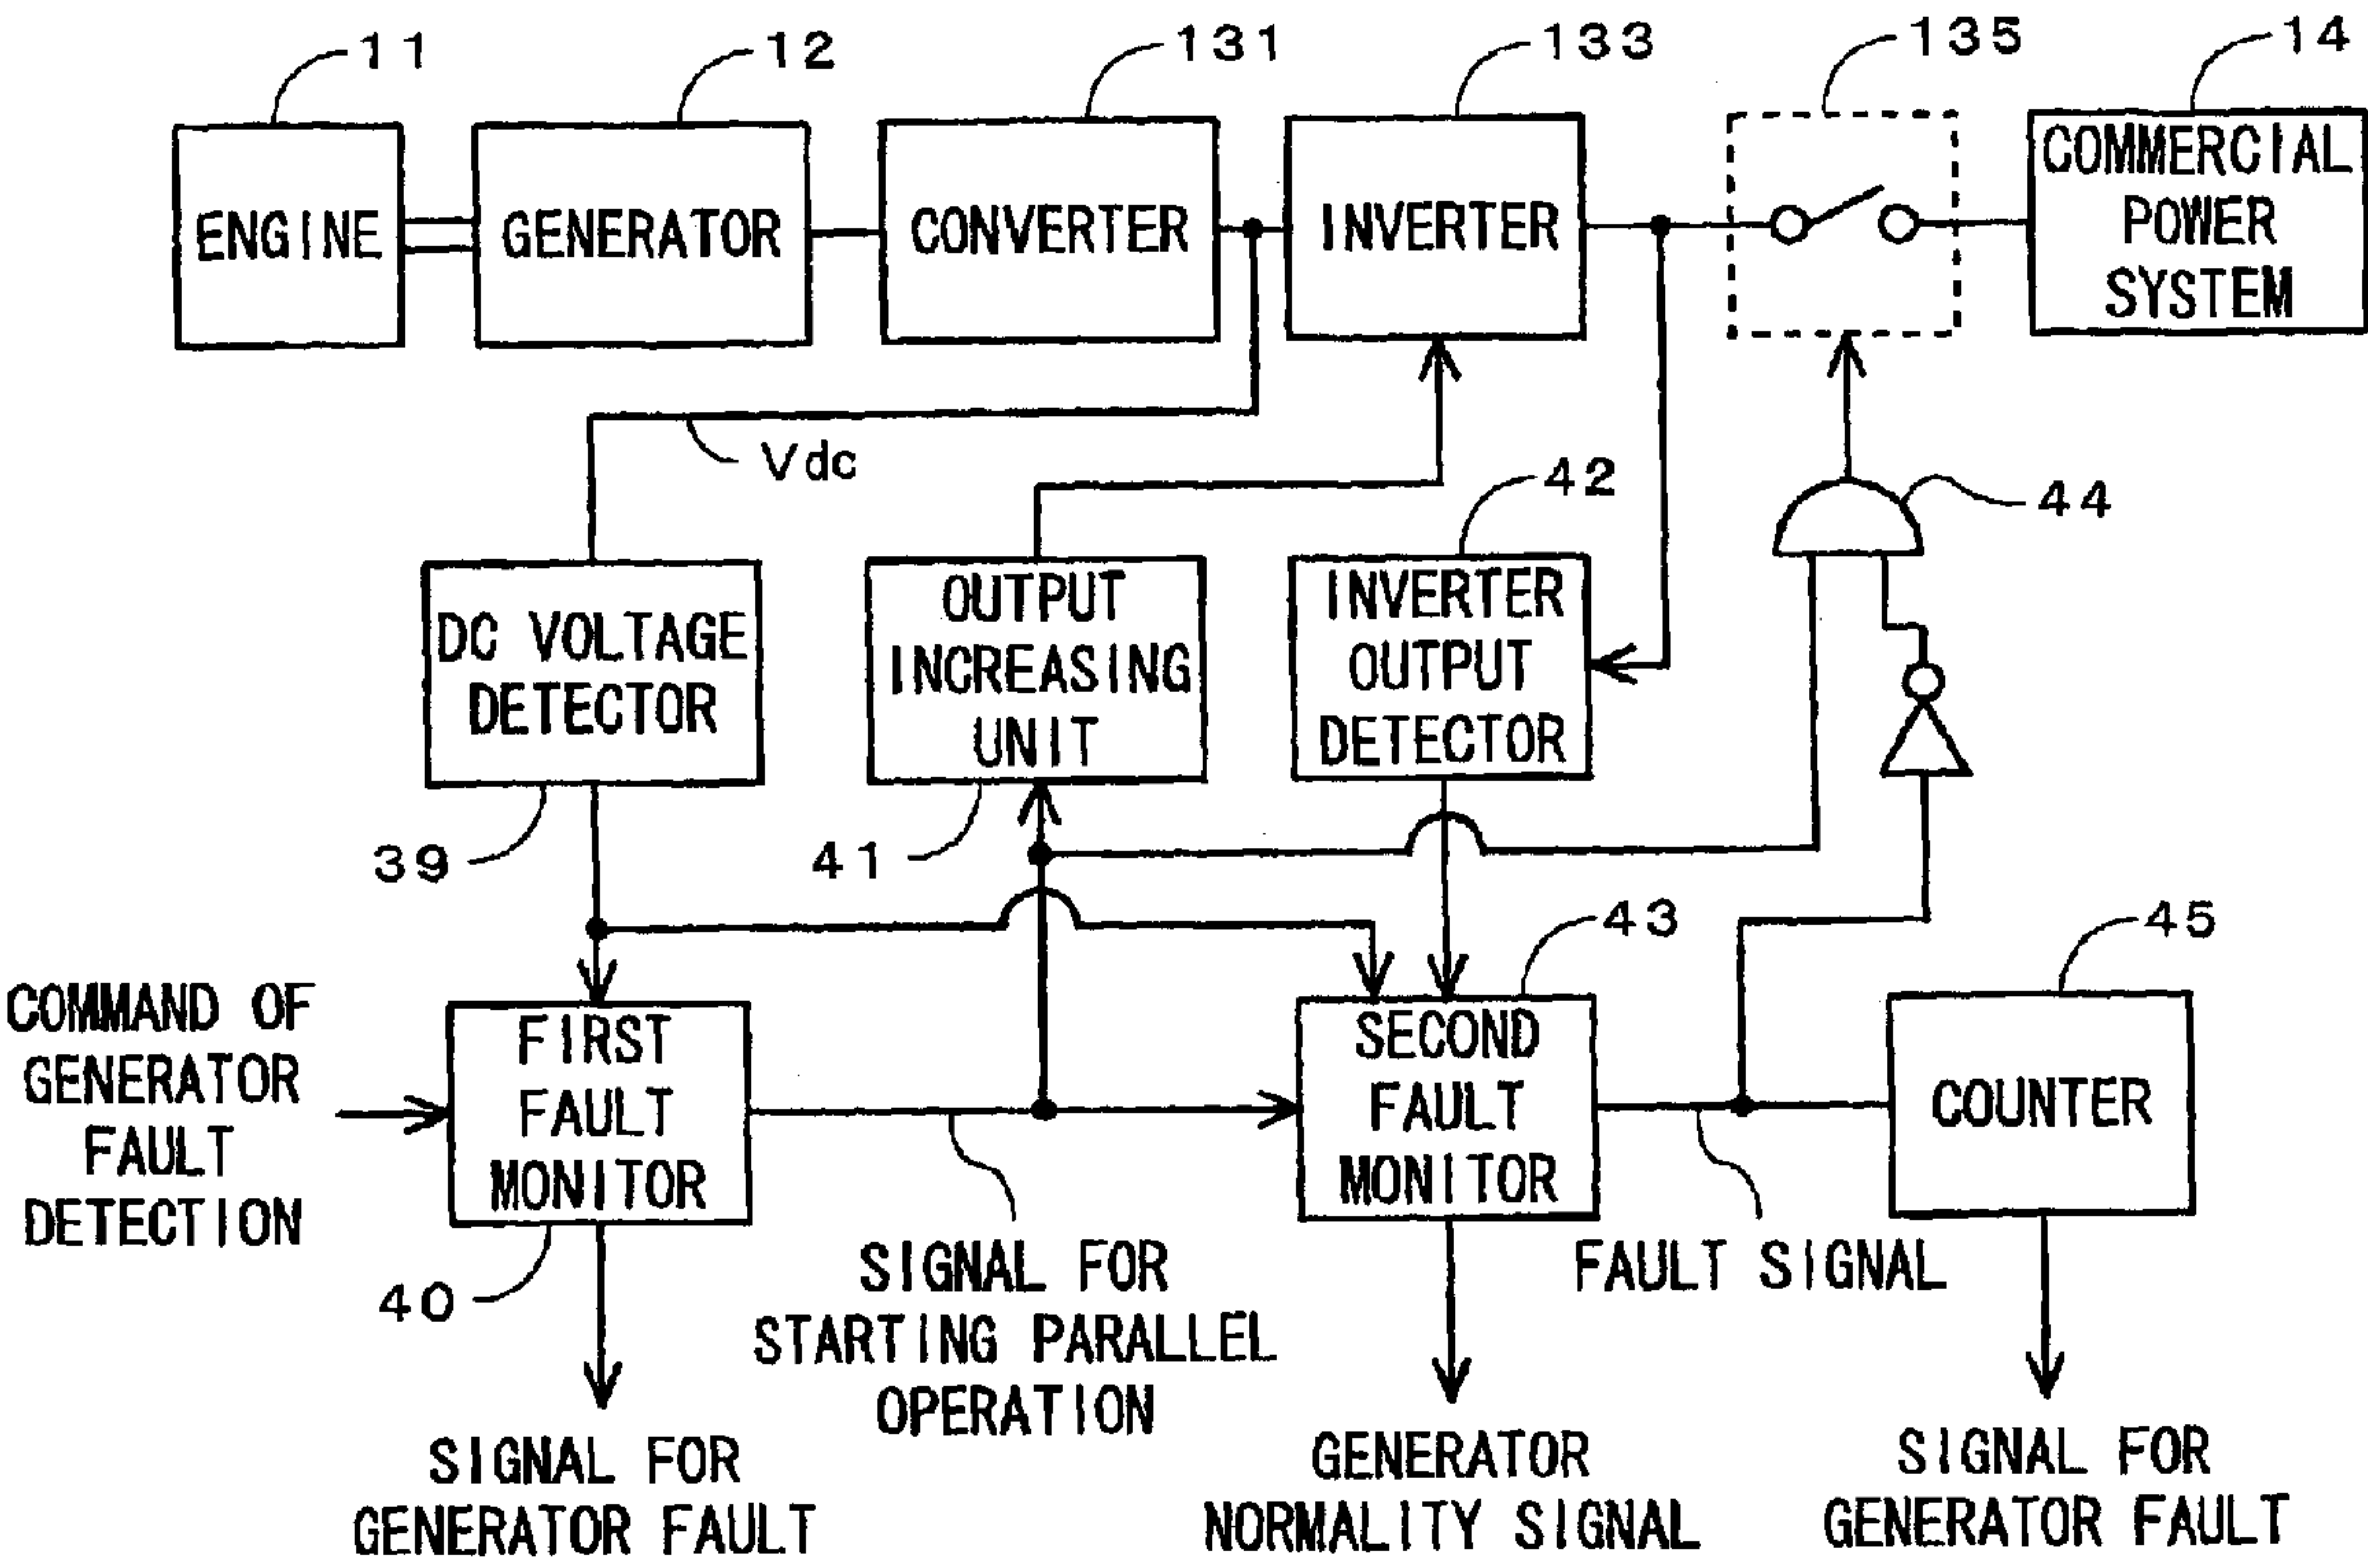 11
12
131
133
135
14
ENGINE
GENERATOR
CONVERTER
INVERTER
COMMERCIAL
POWER
SYSTEM
Vdc
42
44
DC VOLTAGE
DETECTOR
OUTPUT
INCREASING
UNIT
INVERTER
OUTPUT
DETECTOR
39
41
43
45
COMMAND OF
GENERATOR
FAULT
DETECTION
FIRST
FAULT
MONITOR
SECOND
FAULT
MONITOR
COUNTER
40
SIGNAL FOR
STARTING PARALLEL
OPERATION
FAULT SIGNAL
SIGNAL FOR
GENERATOR FAULT
GENERATOR
NORMALITY SIGNAL
SIGNAL FOR
GENERATOR FAULT